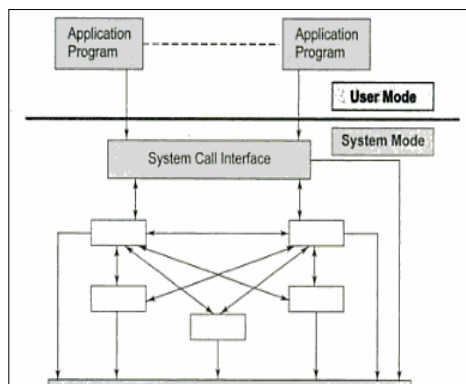 Application
Program
Application
Program
User Mode
System Mode
System Call Interface